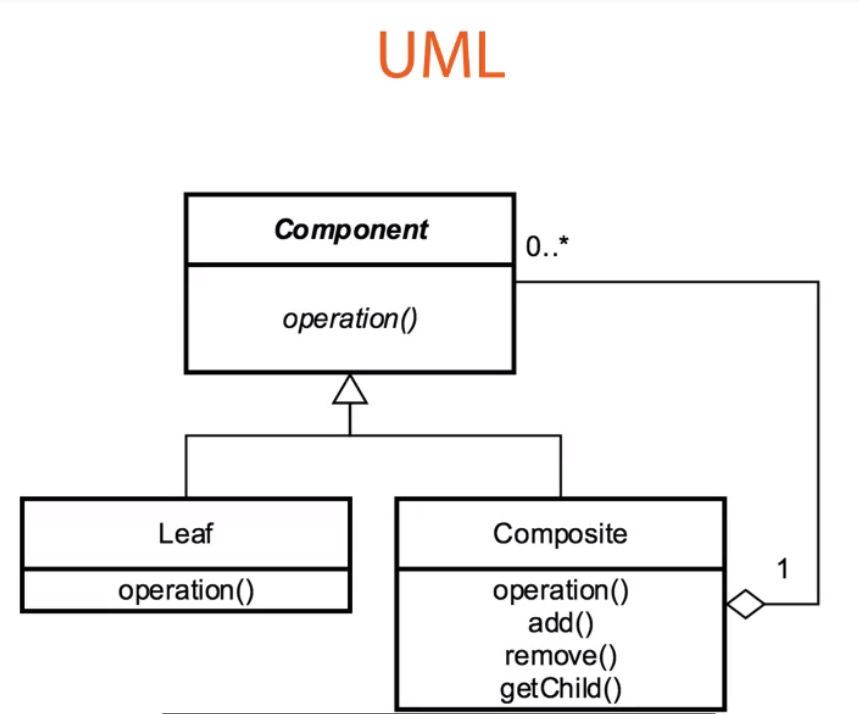 UML
Component
0..*
operation()
Leaf
operation()
Composite
operation()
add()
remove()
getChild()
1